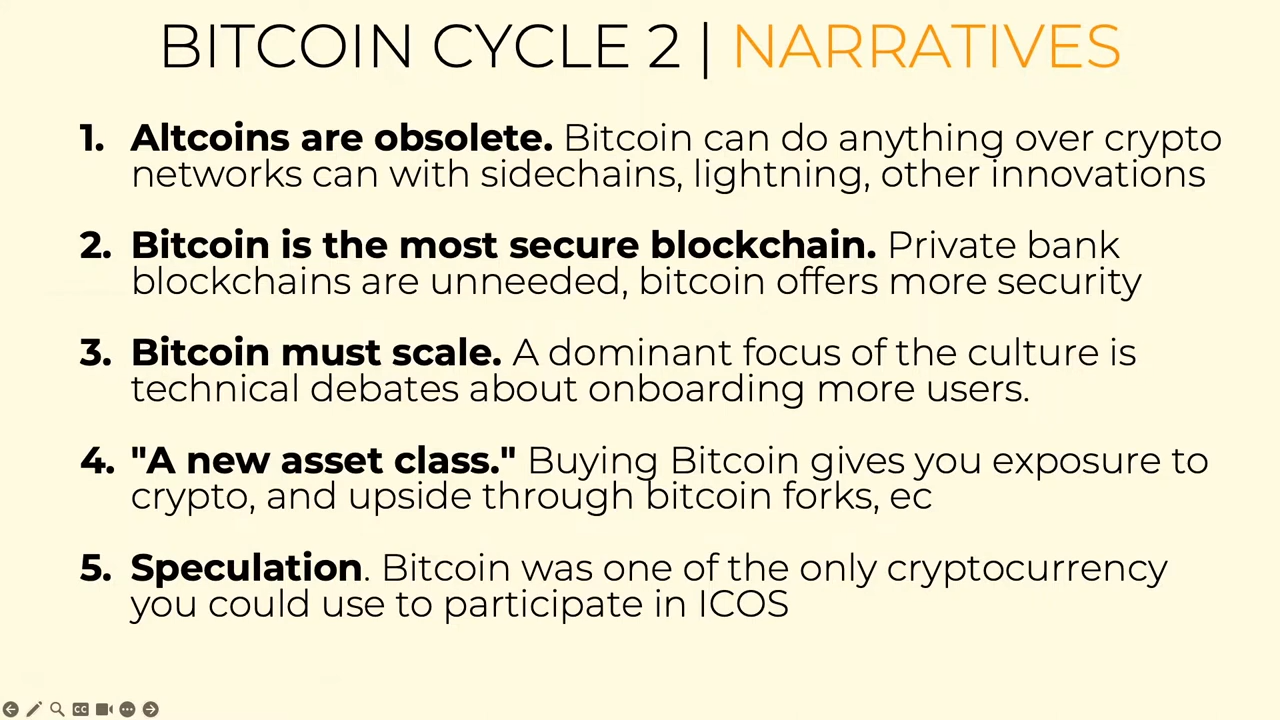 BITCOIN CYCLE 2 | NARRATIVES
1. Altcoins are obsolete. Bitcoin can do anything over crypto
networks can with sidechains, lightning, other innovations
2. Bitcoin is the most secure blockchain. Private bank
blockchains are unneeded, bitcoin offers more security
3. Bitcoin must scale. A dominant focus of the culture is
technical debates about onboarding more users.
4. "A new asset class." Buying Bitcoin gives you exposure to
crypto, and upside through bitcoin forks, ec
5. Speculation. Bitcoin was one of the only cryptocurrency
you could use to participate in ICOS
CC